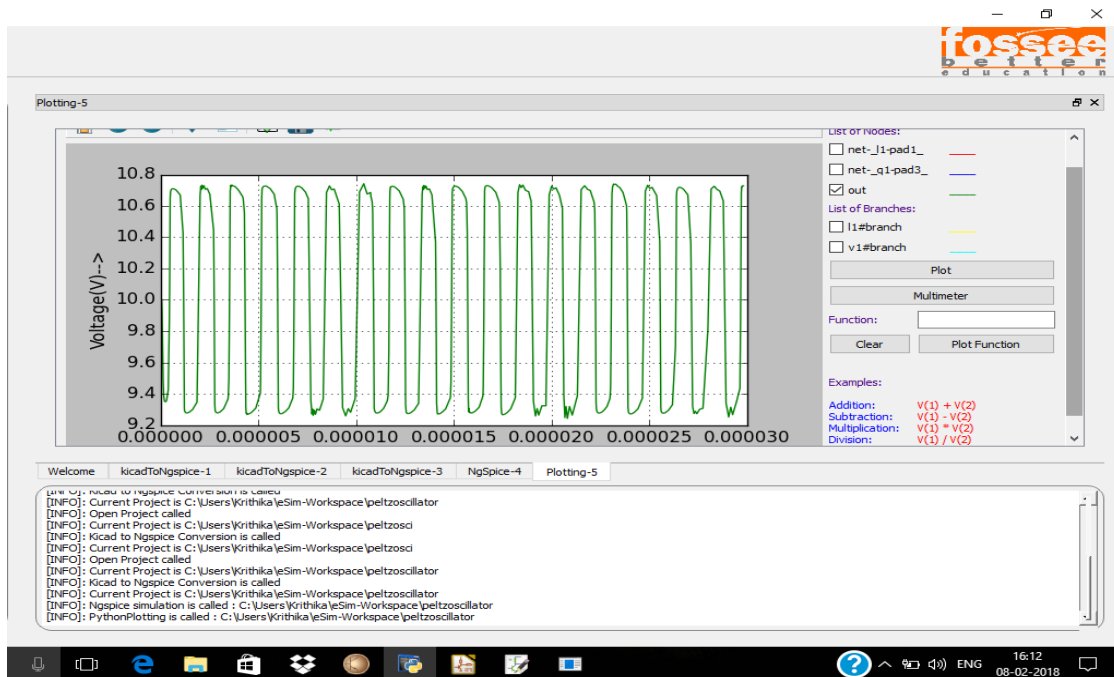 fossee
better
education
Plotting-5
List of Nodes:
net-_l1-pad1_
net-_q1-pad3_
out
List of Branches:
l1#branch
v1#branch
Plot
Multimeter
Function:
Clear Plot Function
Examples:
Addition: V(1) + V(2)
Subtraction: V(1) - V(2)
Multiplication: V(1) * V(2)
Division: V(1) / V(2)
Voltage(V)-->
10.8
10.6
10.4
10.2
10.0
9.8
9.6
9.4
9.2
0.000000 0.000005 0.000010 0.000015 0.000020 0.000025 0.000030
Welcome kicadToNgspice-1 kicadToNgspice-2 kicadToNgspice-3 NgSpice-4 Plotting-5
[INFO]: Kicad to Ngspice Conversion is called
[INFO]: Current Project is C:\Users\Krithika\eSim-Workspace\peltzoscillator
[INFO]: Open Project called
[INFO]: Current Project is C:\Users\Krithika\eSim-Workspace\peltzosci
[INFO]: Kicad to Ngspice Conversion is called
[INFO]: Current Project is C:\Users\Krithika\eSim-Workspace\peltzosci
[INFO]: Open Project called
[INFO]: Current Project is C:\Users\Krithika\eSim-Workspace\peltzoscillator
[INFO]: Kicad to Ngspice Conversion is called
[INFO]: Current Project is C:\Users\Krithika\eSim-Workspace\peltzoscillator
[INFO]: Ngspice simulation is called : C:\Users\Krithika\eSim-Workspace\peltzoscillator
[INFO]: PythonPlotting is called : C:\Users\Krithika\eSim-Workspace\peltzoscillator
ENG
16:12
08-02-2018